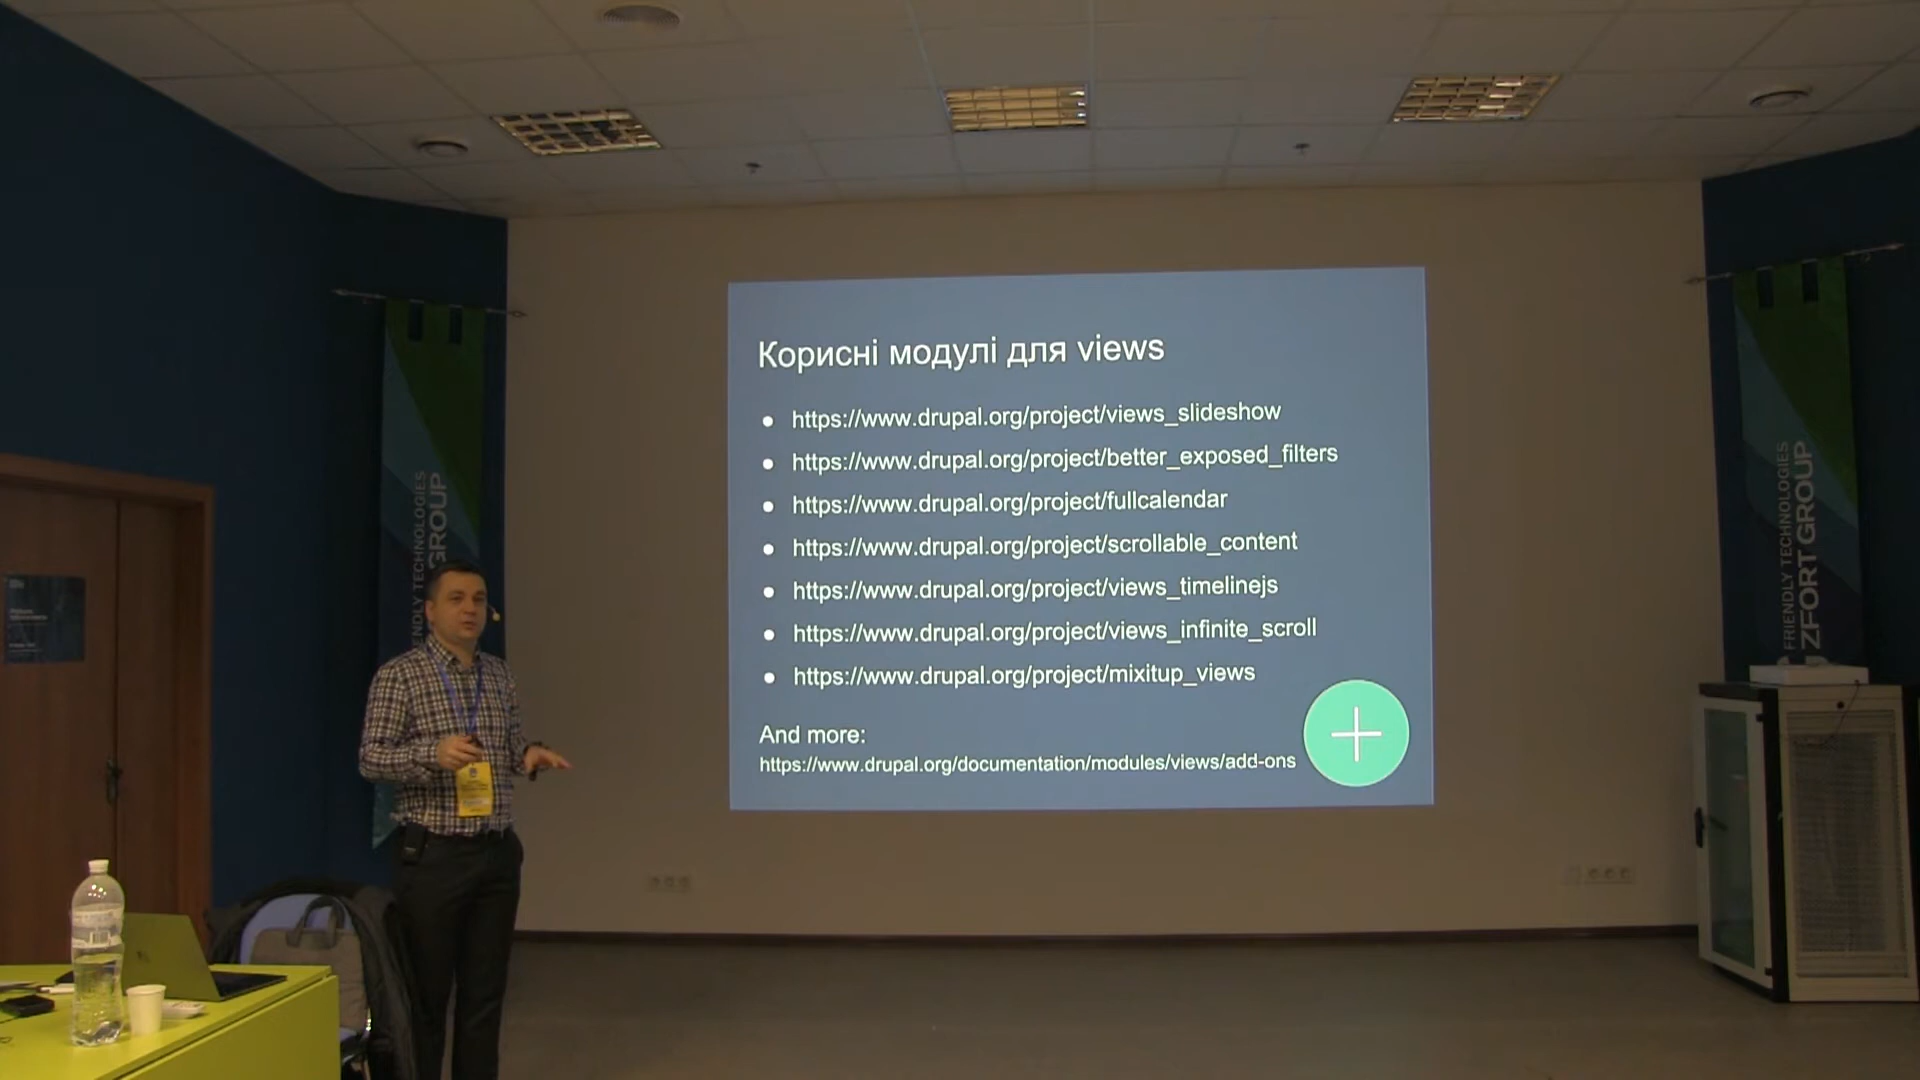 Корисні модулі для views
https://www.drupal.org/project/views_slideshow
https://www.drupal.org/project/better_exposed_filters
https://www.drupal.org/project/fullcalendar
https://www.drupal.org/project/scrollable_content
https://www.drupal.org/project/views_timelinejs
https://www.drupal.org/project/views_infinite_scroll
https://www.drupal.org/project/mixitup_views
And more:
https://www.drupal.org/documentation/modules/views/add-ons
ENDLY TECHNOLOGIES
GROUP
FRIENDLY TECHNOLOGIES
ZFORT GROUP